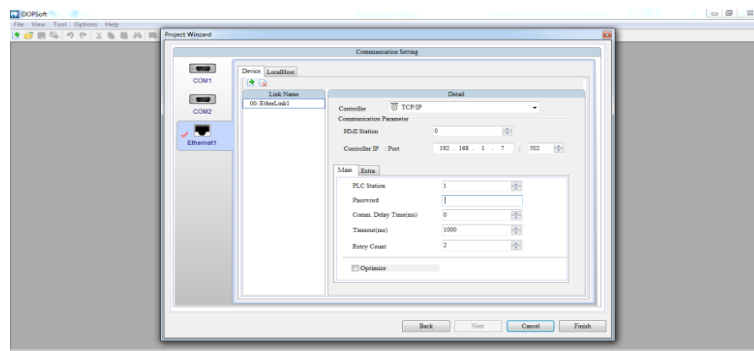 DOPSoft
File View Tool Options Help
Project Winzard
Communication Setting
COM1
COM2
Ethernet1
Device LocalHost
Link Name
00- EtherLink1
Detail
Controller TCP/IP
Communication Parameter
HMI Station 0
Controller IP : Port 192 . 168 . 1 . 7 : 502
Main Extra
PLC Station 1
Password
Comm. Delay Time(ms) 0
Timeout(ms) 1000
Retry Count 2
Optimize
Back Next Cancel Finish